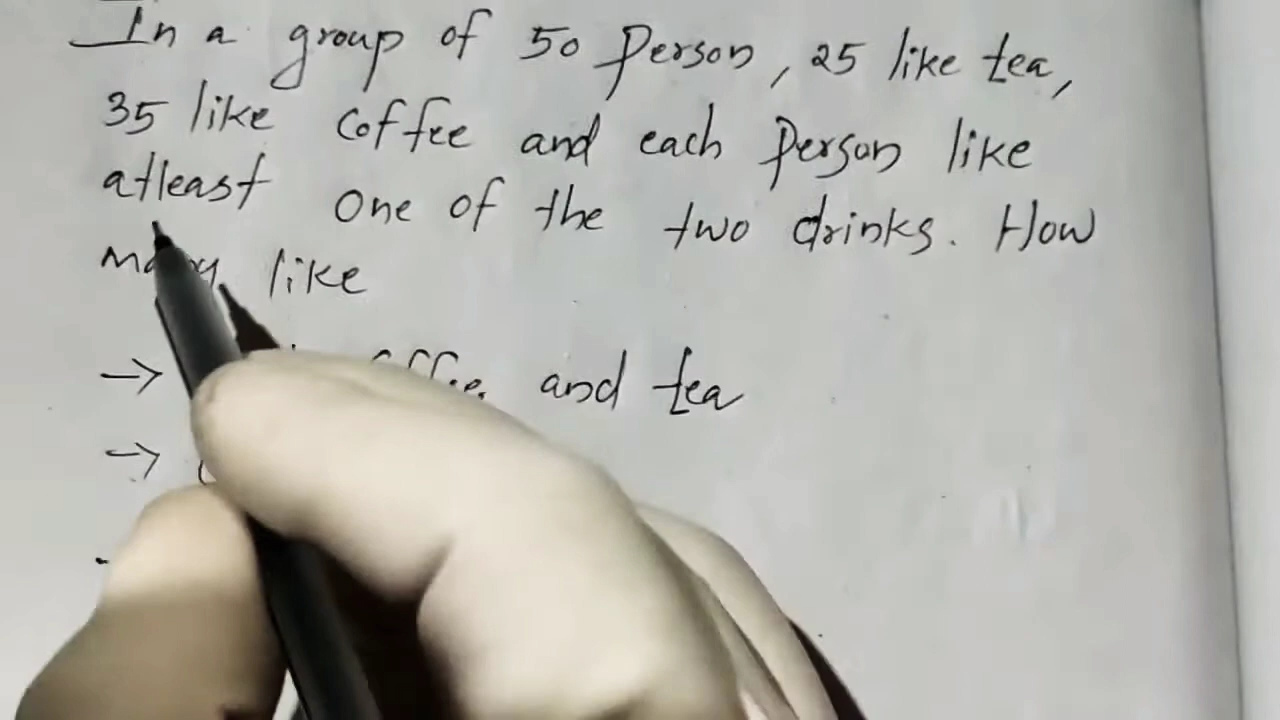 In a group of 50 Person, 25 like tea,
35 like coffee and each Person like
atleast one of the two drinks. How
many like
→ and tea
→